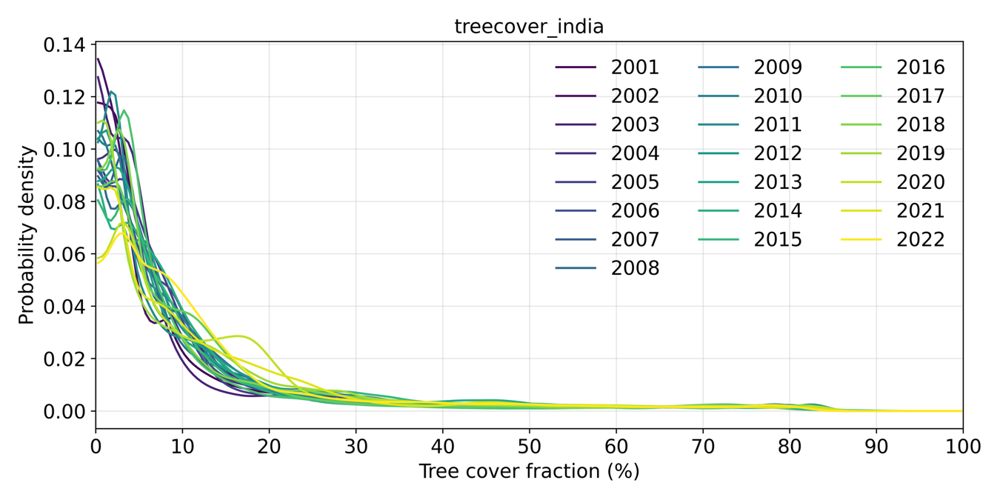 treecover_india
Probability density
0.14
0.12
0.10
0.08
0.06
0.04
0.02
0.00
2001 2009 2016
2002 2010 2017
2003 2011 2018
2004 2012 2019
2005 2013 2020
2006 2014 2021
2007 2015 2022
2008
0 10 20 30 40 50 60 70 80 90 100
Tree cover fraction (%)